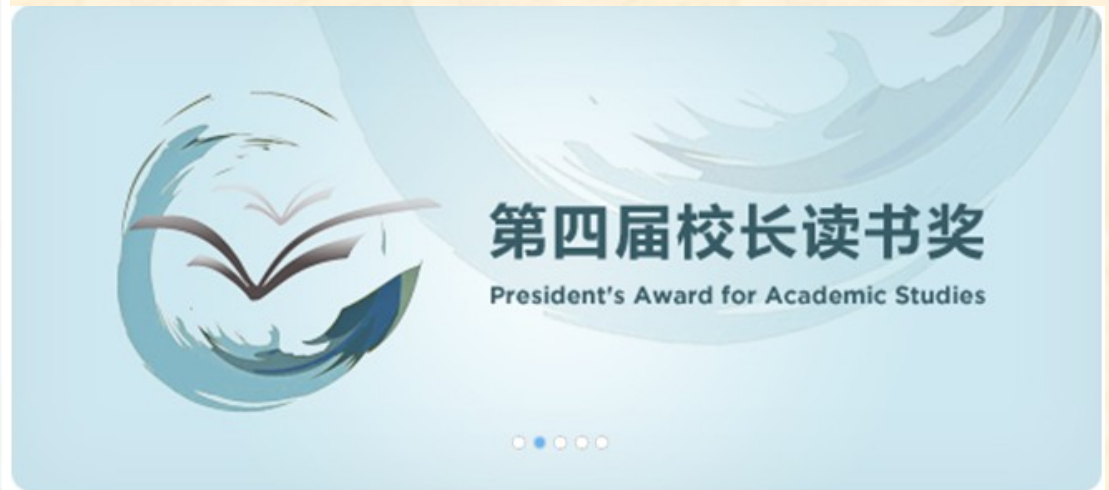 第四届校长读书奖
President's Award for Academic Studies